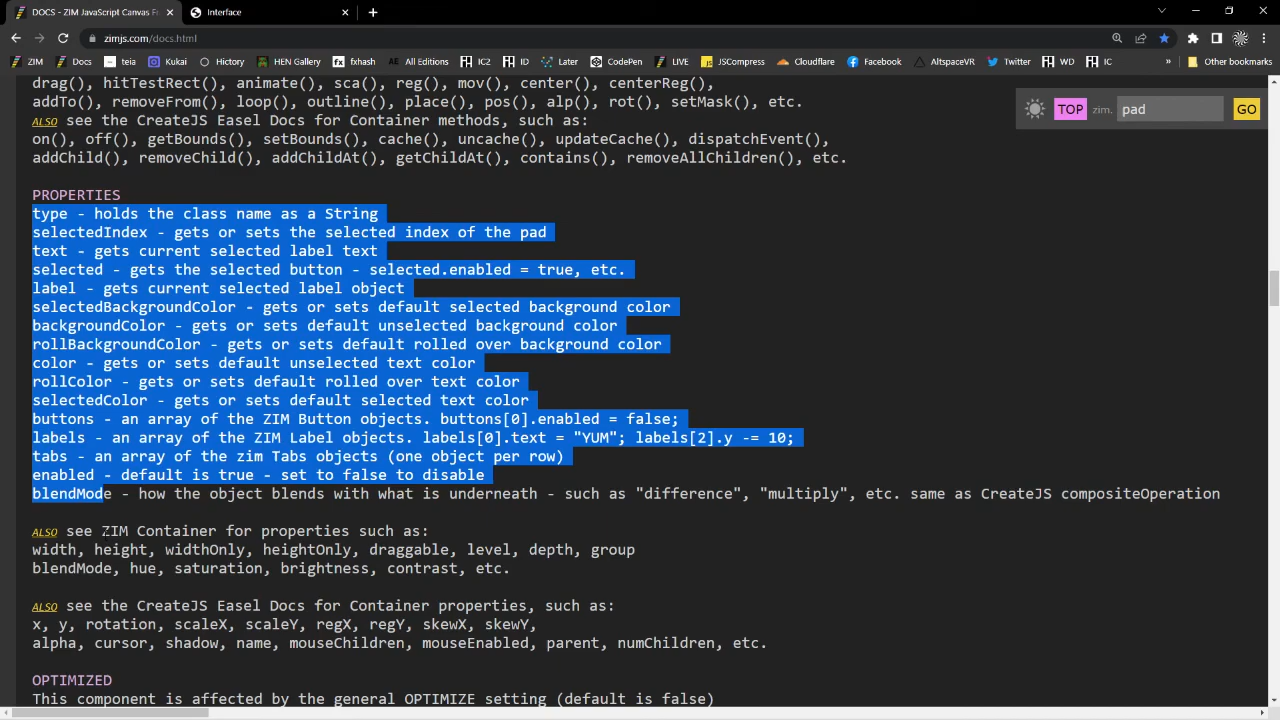 DOCS - ZIM JavaScript Canvas Fr
Interface
zimjs.com/docs.html
ZIM Docs teia Kukai History HEN Gallery fxhash All Editions IC2 ID Later CodePen LIVE JSCompress Cloudflare Facebook AltspaceVR Twitter WD IC » Other bookmarks
drag(), hitTestRect(), animate(), sca(), reg(), mov(), center(), centerReg(),
addTo(), removeFrom(), loop(), outline(), place(), pos(), alp(), rot(), setMask(), etc.
TOP zim. pad GO
ALSO see the CreateJS Easel Docs for Container methods, such as:
on(), off(), getBounds(), setBounds(), cache(), uncache(), updateCache(), dispatchEvent(),
addChild(), removeChild(), addChildAt(), getChildAt(), contains(), removeAllChildren(), etc.
PROPERTIES
type - holds the class name as a String
selectedIndex - gets or sets the selected index of the pad
text - gets current selected label text
selected - gets the selected button - selected.enabled = true, etc.
label - gets current selected label object
selectedBackgroundColor - gets or sets default selected background color
backgroundColor - gets or sets default unselected background color
rollBackgroundColor - gets or sets default rolled over background color
color - gets or sets default unselected text color
rollColor - gets or sets default rolled over text color
selectedColor - gets or sets default selected text color
buttons - an array of the ZIM Button objects. buttons[0].enabled = false;
labels - an array of the ZIM Label objects. labels[0].text = "YUM"; labels[2].y -= 10;
tabs - an array of the zim Tabs objects (one object per row)
enabled - default is true - set to false to disable
blendMode - how the object blends with what is underneath - such as "difference", "multiply", etc. same as CreateJS compositeOperation
ALSO see ZIM Container for properties such as:
width, height, widthOnly, heightOnly, draggable, level, depth, group
blendMode, hue, saturation, brightness, contrast, etc.
ALSO see the CreateJS Easel Docs for Container properties, such as:
x, y, rotation, scaleX, scaleY, regX, regY, skewX, skewY,
alpha, cursor, shadow, name, mouseChildren, mouseEnabled, parent, numChildren, etc.
OPTIMIZED
This component is affected by the general OPTIMIZE setting (default is false)